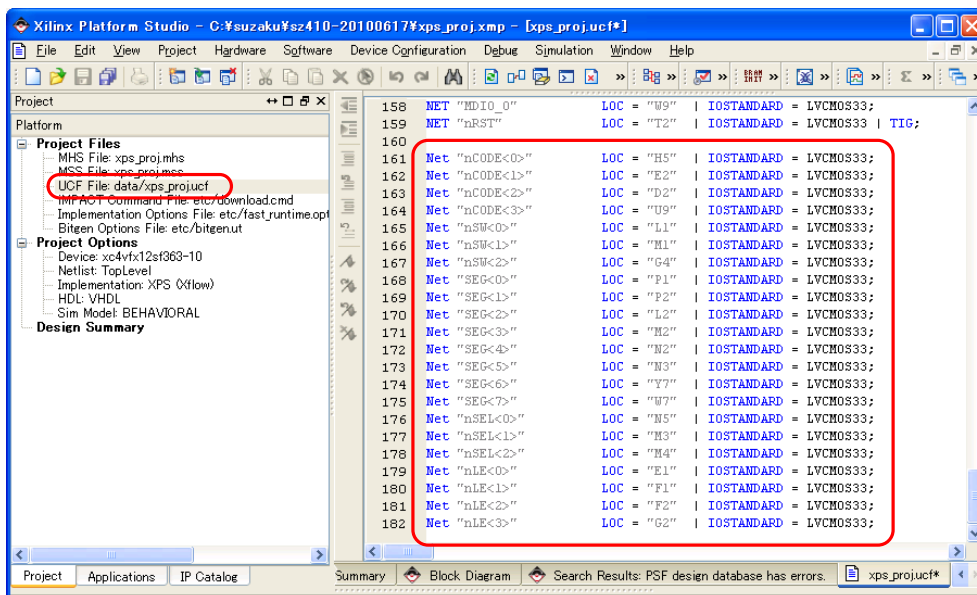 Xilinx Platform Studio - C:¥suzaku¥sz410-20100617¥xps_proj.xmp - [xps_proj.ucf*]
File Edit View Project Hardware Software Device Configuration Debug Simulation Window Help
Project
Platform
Project Files
MHS File: xps_proj.mhs
MSS File: xps_proj.mss
UCF File: data/xps_proj.ucf
iMPACT Command File: etc/download.cmd
Implementation Options File: etc/fast_runtime.opt
Bitgen Options File: etc/bitgen.ut
Project Options
Device: xc4vfx12sf363-10
Netlist: TopLevel
Implementation: XPS (Xflow)
HDL: VHDL
Sim Model: BEHAVIORAL
Design Summary
158 NET "MDIO_0" LOC = "W9" | IOSTANDARD = LVCMOS33;
159 NET "nRST" LOC = "T2" | IOSTANDARD = LVCMOS33 | TIG;
160
161 Net "nCODE<0>" LOC = "H5" | IOSTANDARD = LVCMOS33;
162 Net "nCODE<1>" LOC = "E2" | IOSTANDARD = LVCMOS33;
163 Net "nCODE<2>" LOC = "D2" | IOSTANDARD = LVCMOS33;
164 Net "nCODE<3>" LOC = "U9" | IOSTANDARD = LVCMOS33;
165 Net "nSW<0>" LOC = "L1" | IOSTANDARD = LVCMOS33;
166 Net "nSW<1>" LOC = "M1" | IOSTANDARD = LVCMOS33;
167 Net "nSW<2>" LOC = "G4" | IOSTANDARD = LVCMOS33;
168 Net "SEG<0>" LOC = "P1" | IOSTANDARD = LVCMOS33;
169 Net "SEG<1>" LOC = "P2" | IOSTANDARD = LVCMOS33;
170 Net "SEG<2>" LOC = "L2" | IOSTANDARD = LVCMOS33;
171 Net "SEG<3>" LOC = "M2" | IOSTANDARD = LVCMOS33;
172 Net "SEG<4>" LOC = "N2" | IOSTANDARD = LVCMOS33;
173 Net "SEG<5>" LOC = "N3" | IOSTANDARD = LVCMOS33;
174 Net "SEG<6>" LOC = "Y7" | IOSTANDARD = LVCMOS33;
175 Net "SEG<7>" LOC = "W7" | IOSTANDARD = LVCMOS33;
176 Net "nSEL<0>" LOC = "N5" | IOSTANDARD = LVCMOS33;
177 Net "nSEL<1>" LOC = "M3" | IOSTANDARD = LVCMOS33;
178 Net "nSEL<2>" LOC = "M4" | IOSTANDARD = LVCMOS33;
179 Net "nLE<0>" LOC = "E1" | IOSTANDARD = LVCMOS33;
180 Net "nLE<1>" LOC = "F1" | IOSTANDARD = LVCMOS33;
181 Net "nLE<2>" LOC = "F2" | IOSTANDARD = LVCMOS33;
182 Net "nLE<3>" LOC = "G2" | IOSTANDARD = LVCMOS33;
Project Applications IP Catalog
Summary Block Diagram Search Results: PSF design database has errors. xps_proj.ucf*